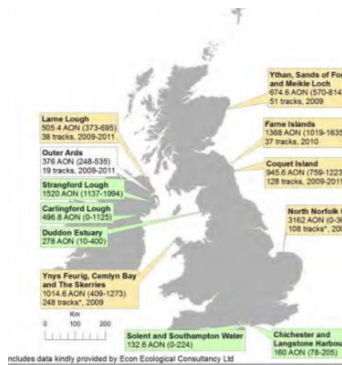 Ythan, Sands of For
and Meikle Loch
674.6 AON (570-814
51 tracks, 2009
Larne Lough
505.4 AON (373-695)
38 tracks, 2009-2011
Farne Islands
1368 AON (1019-1635
37 tracks, 2010
Outer Ards
376 AON (248-535)
19 tracks, 2009-2011
Coquet Island
945.6 AON (759-1223
128 tracks, 2009-2011
Strangford Lough
1520 AON (1137-1994)
Carlingford Lough
496.8 AON (0-1125)
North Norfolk
3162 AON (0-36
108 tracks*, 200
Duddon Estuary
278 AON (10-400)
Ynys Feurig, Cemlyn Bay
and The Skerries
1014.6 AON (409-1273)
248 tracks*, 2009
Km
0 50 100
Solent and Southampton Water
132.6 AON (0-224)
Chichester and
Langstone Harbou
160 AON (78-205)
ncludes data kindly provided by Econ Ecological Consultancy Ltd